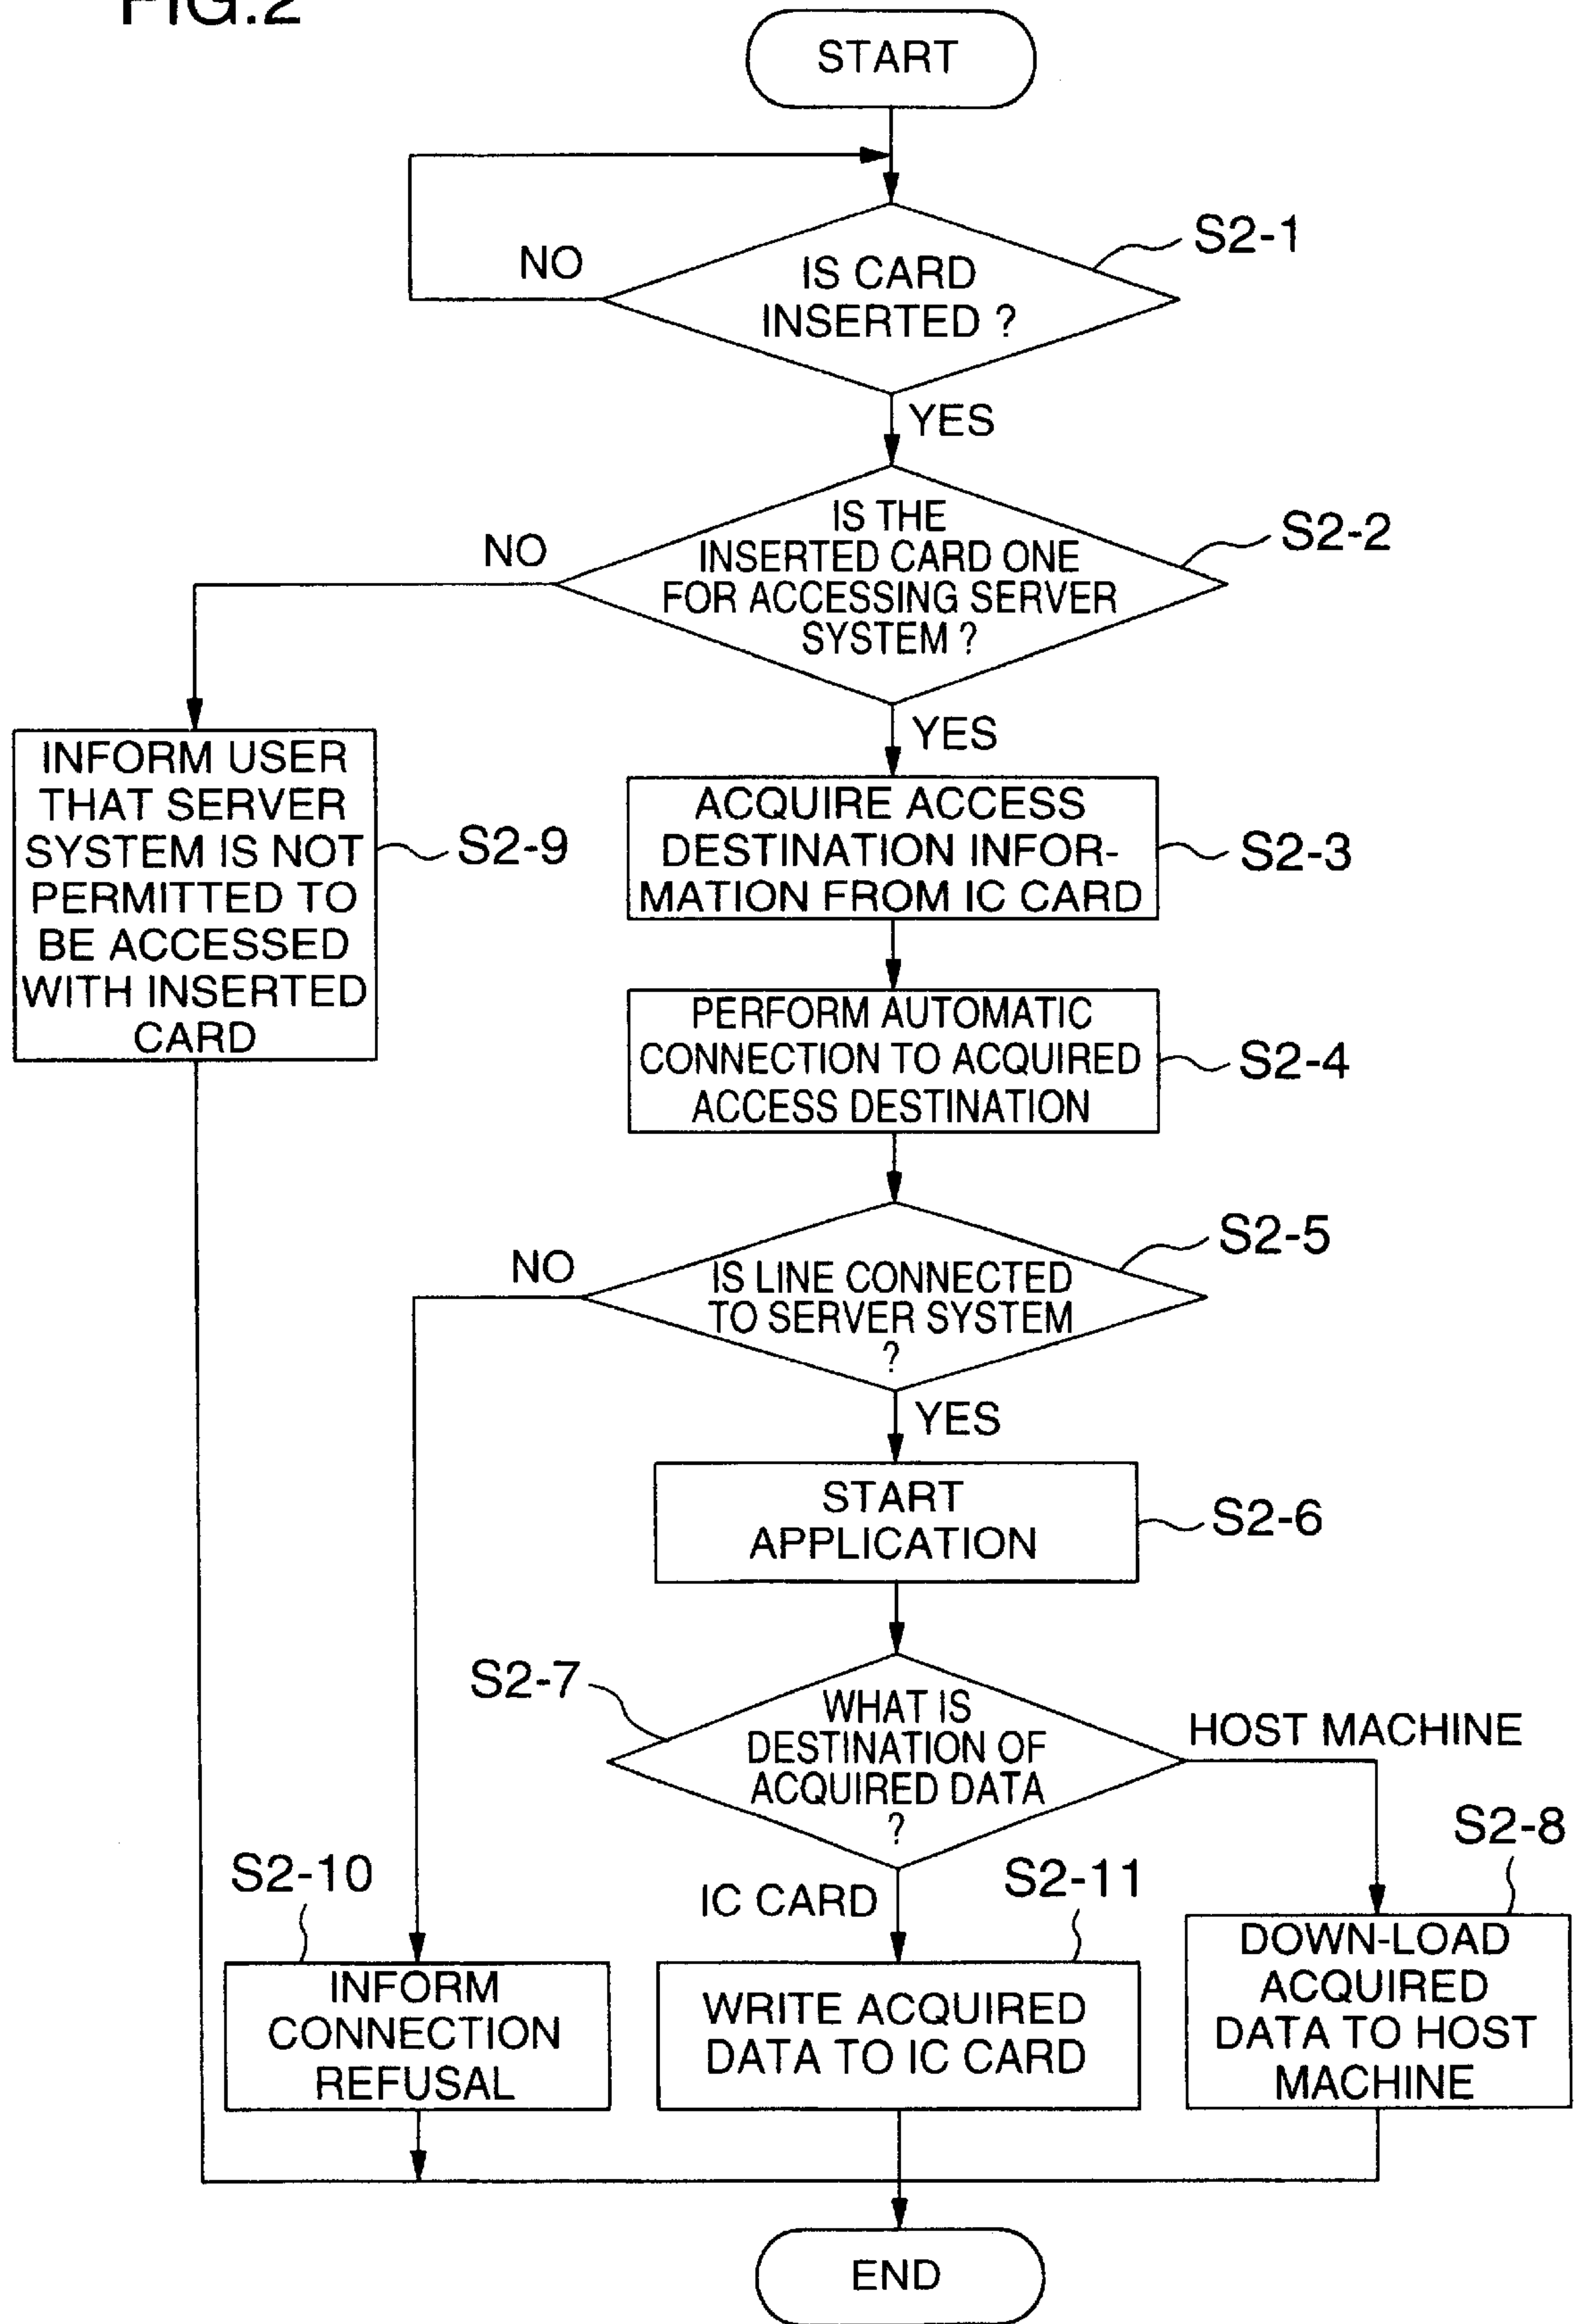 FIG.2
START
NO
IS CARD
INSERTED ?
S2-1
YES
NO
IS THE
INSERTED CARD ONE
FOR ACCESSING SERVER
SYSTEM ?
S2-2
YES
INFORM USER
THAT SERVER
SYSTEM IS NOT
PERMITTED TO
BE ACCESSED
WITH INSERTED
CARD
S2-9
ACQUIRE ACCESS
DESTINATION INFOR-
MATION FROM IC CARD
S2-3
PERFORM AUTOMATIC
CONNECTION TO ACQUIRED
ACCESS DESTINATION
S2-4
NO
IS LINE CONNECTED
TO SERVER SYSTEM
?
S2-5
YES
START
APPLICATION
S2-6
S2-7
WHAT IS
DESTINATION OF
ACQUIRED DATA
?
HOST MACHINE
IC CARD
S2-10
INFORM
CONNECTION
REFUSAL
S2-11
WRITE ACQUIRED
DATA TO IC CARD
S2-8
DOWN-LOAD
ACQUIRED
DATA TO HOST
MACHINE
END